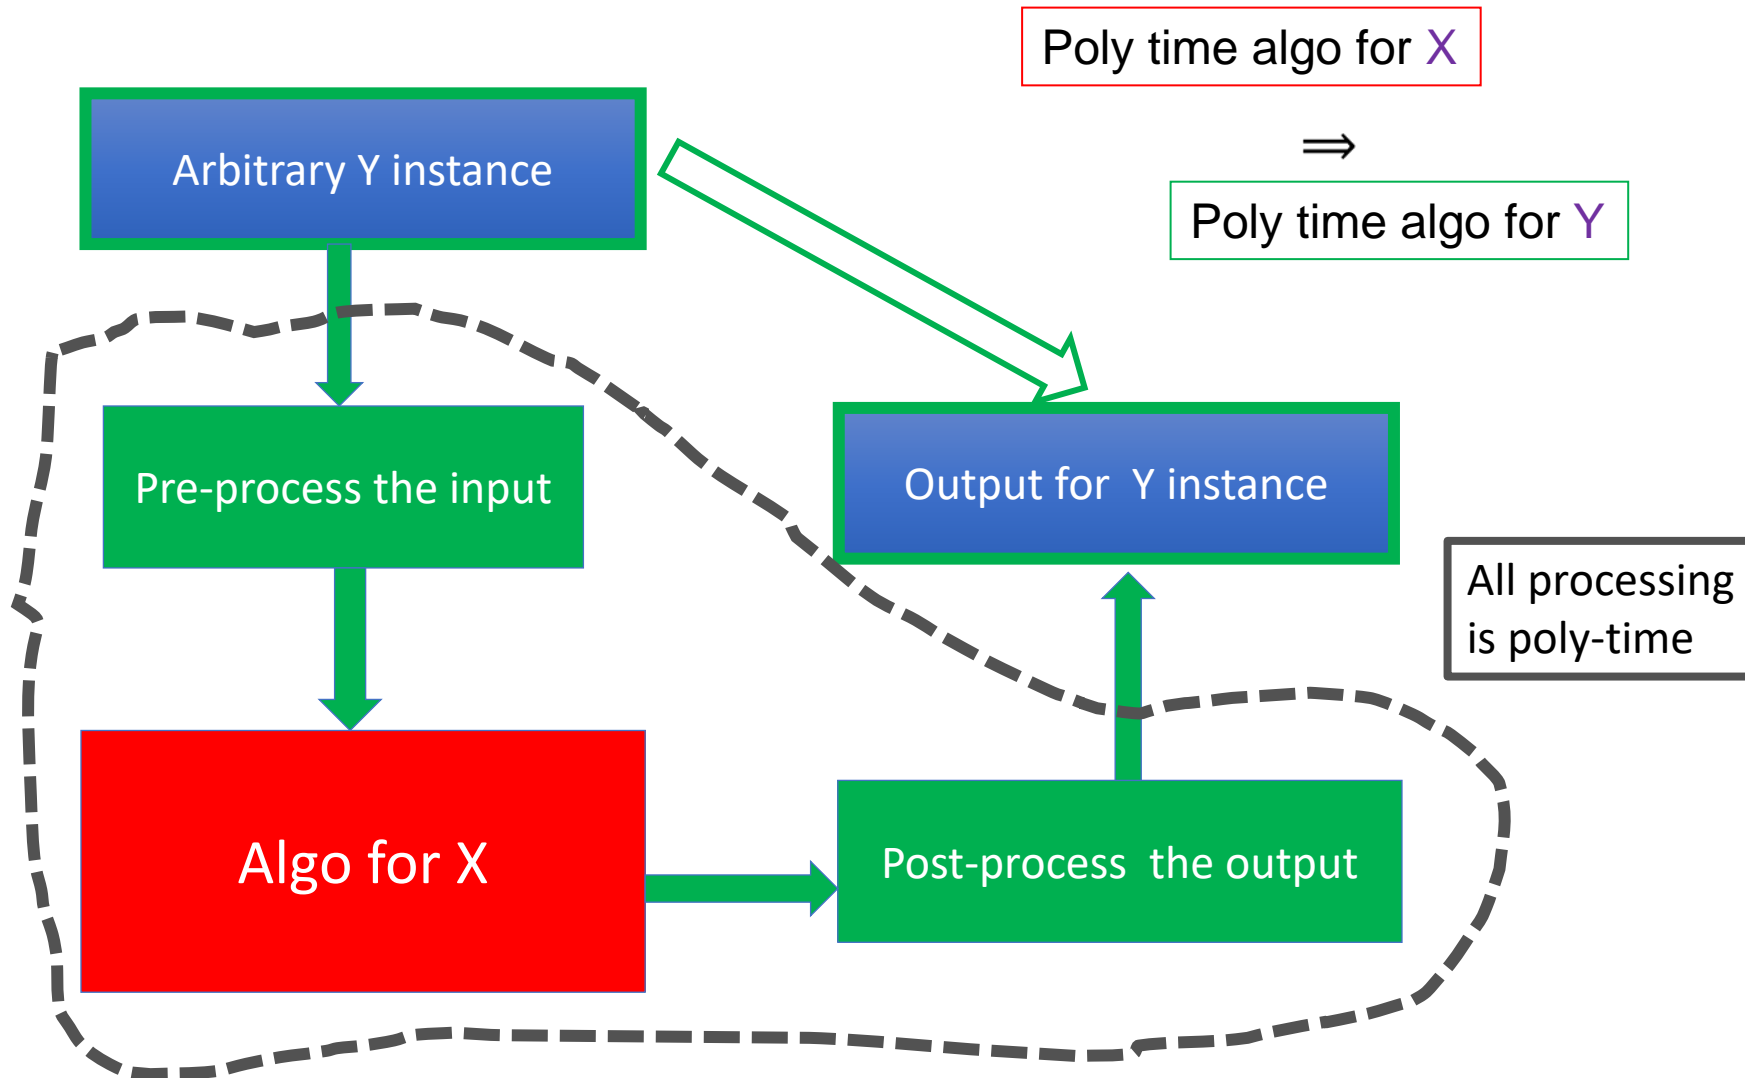 Poly time algo for X
⇒
Poly time algo for Y
Arbitrary Y instance
Pre-process the input
Output for Y instance
All processing
is poly-time
Algo for X
Post-process the output